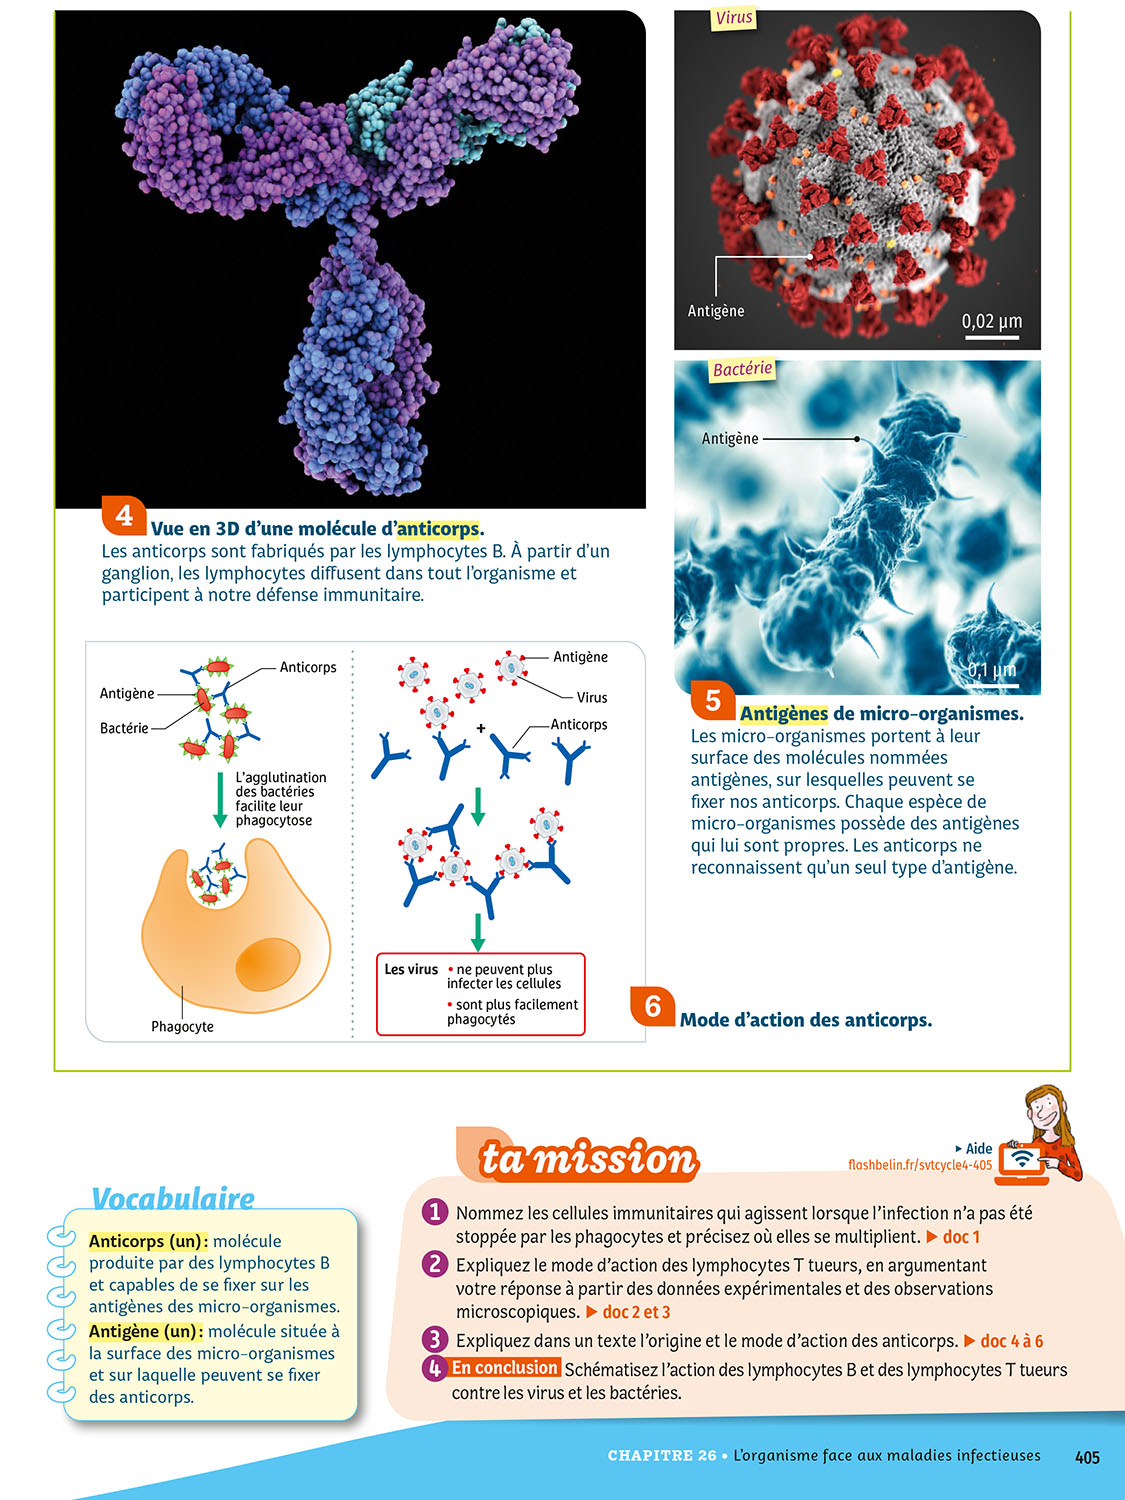 Virus
Antigène
0,02 µm
Bactérie
Antigène
0,1 µm
4 Vue en 3D d’une molécule d’anticorps.
Les anticorps sont fabriqués par les lymphocytes B. À partir d’un
ganglion, les lymphocytes diffusent dans tout l’organisme et
participent à notre défense immunitaire.
5 Antigènes de micro-organismes.
Les micro-organismes portent à leur
surface des molécules nommées
antigènes, sur lesquelles peuvent se
fixer nos anticorps. Chaque espèce de
micro-organismes possède des antigènes
qui lui sont propres. Les anticorps ne
reconnaissent qu’un seul type d’antigène.
Anticorps
Antigène
Bactérie
L’agglutination
des bactéries
facilite leur
phagocytose
Phagocyte
Antigène
Virus
+
Anticorps
Les virus • ne peuvent plus
infecter les cellules
• sont plus facilement
phagocytés
6 Mode d’action des anticorps.
Vocabulaire
Anticorps (un) : molécule
produite par des lymphocytes B
et capables de se fixer sur les
antigènes des micro-organismes.
Antigène (un) : molécule située à
la surface des micro-organismes
et sur laquelle peuvent se fixer
des anticorps.
ta mission
▶ Aide
flashbelin.fr/svtcycle4-405
1 Nommez les cellules immunitaires qui agissent lorsque l’infection n’a pas été
stoppée par les phagocytes et précisez où elles se multiplient. ▶ doc 1
2 Expliquez le mode d’action des lymphocytes T tueurs, en argumentant
votre réponse à partir des données expérimentales et des observations
microscopiques. ▶ doc 2 et 3
3 Expliquez dans un texte l’origine et le mode d’action des anticorps. ▶ doc 4 à 6
4 En conclusion Schématisez l’action des lymphocytes B et des lymphocytes T tueurs
contre les virus et les bactéries.
CHAPITRE 26 • L’organisme face aux maladies infectieuses 405